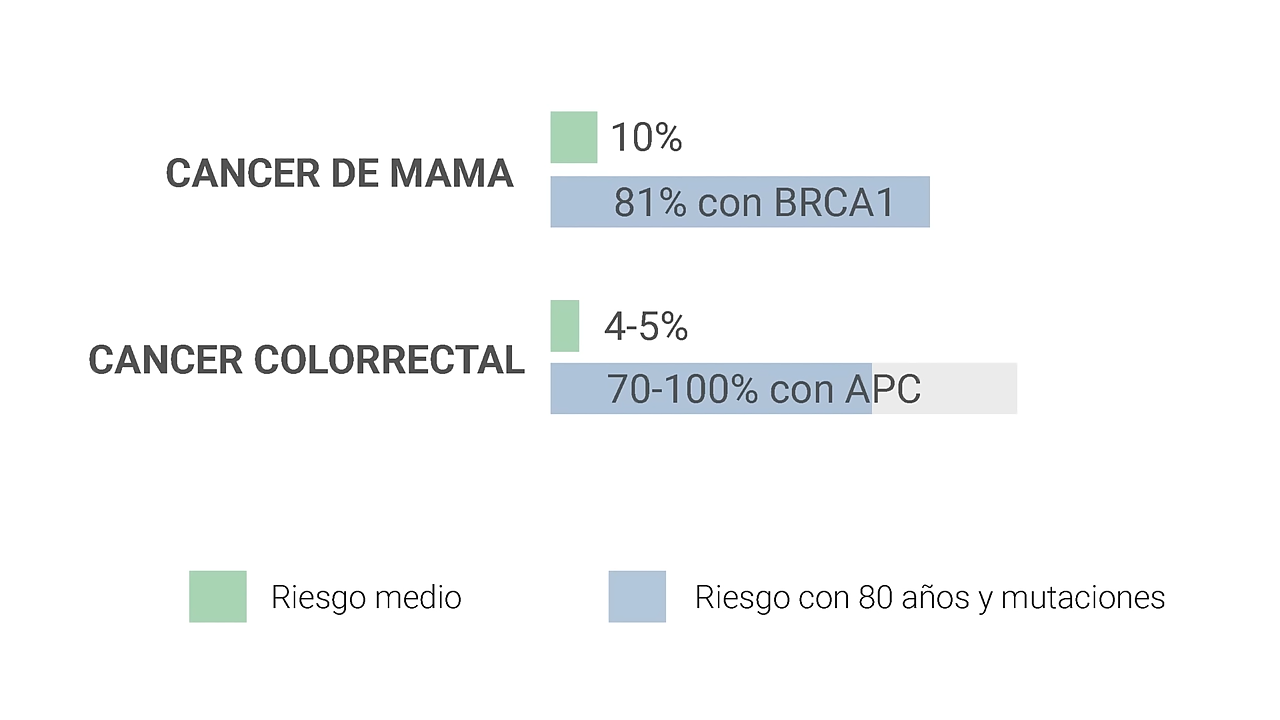 CANCER DE MAMA
10%
81% con BRCA1
CANCER COLORRECTAL
4-5%
70-100% con APC
Riesgo medio
Riesgo con 80 años y mutaciones